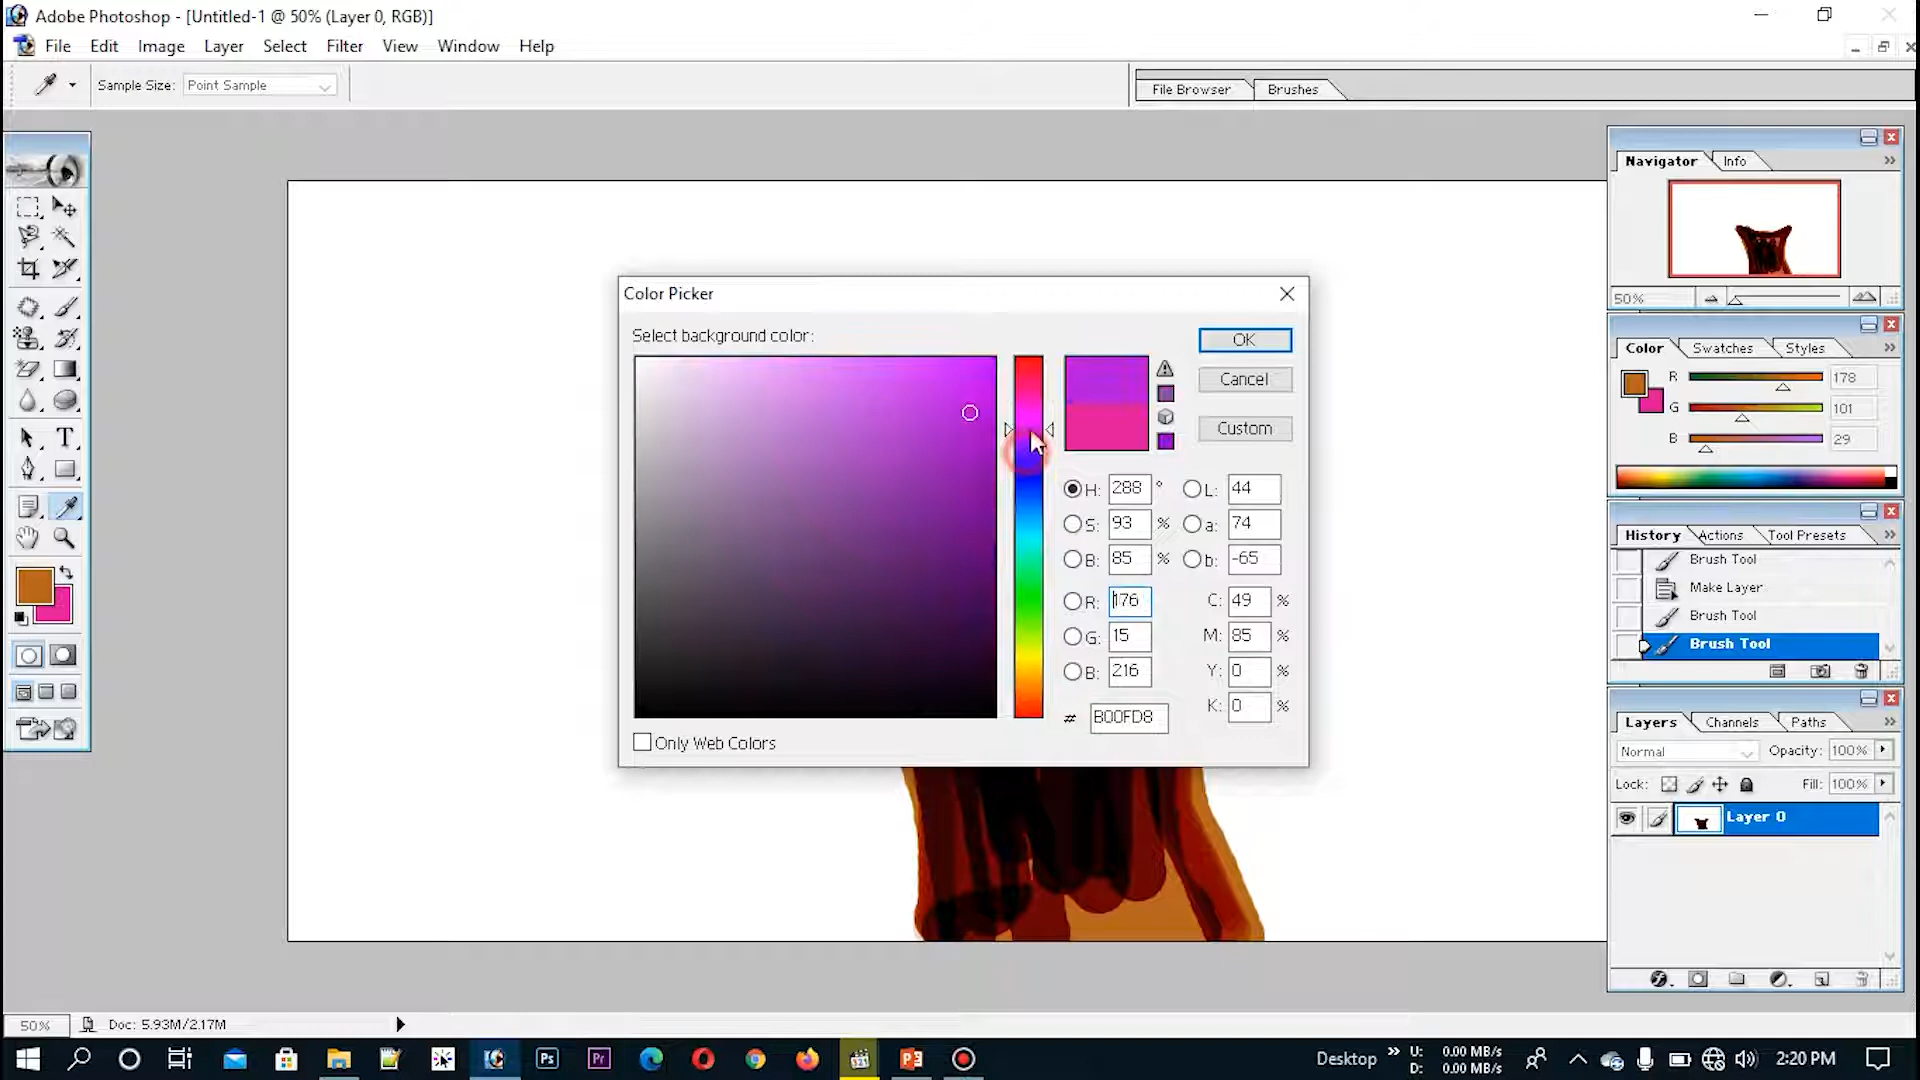 Adobe Photoshop - [Untitled-1 @ 50% (Layer 0, RGB)]
File Edit Image Layer Select Filter View Window Help
Sample Size: Point Sample
File Browser Brushes
Navigator Info
50%
Color Swatches Styles
R 178
G 101
B 29
History Actions Tool Presets
Brush Tool
Make Layer
Brush Tool
Brush Tool
Layers Channels Paths
Normal Opacity: 100%
Lock: Fill: 100%
Layer 0
Color Picker
Select background color:
OK
Cancel
Custom
H: 288 ° L: 44
S: 93 % a: 74
B: 85 % b: -65
R: 176 C: 49 %
G: 15 M: 85 %
B: 216 Y: 0 %
K: 0 %
# B00FD8
Only Web Colors
T
50% Doc: 5.93M/2.17M
Ps Pr Desktop U: 0.00 MB/s
D: 0.00 MB/s
2:20 PM